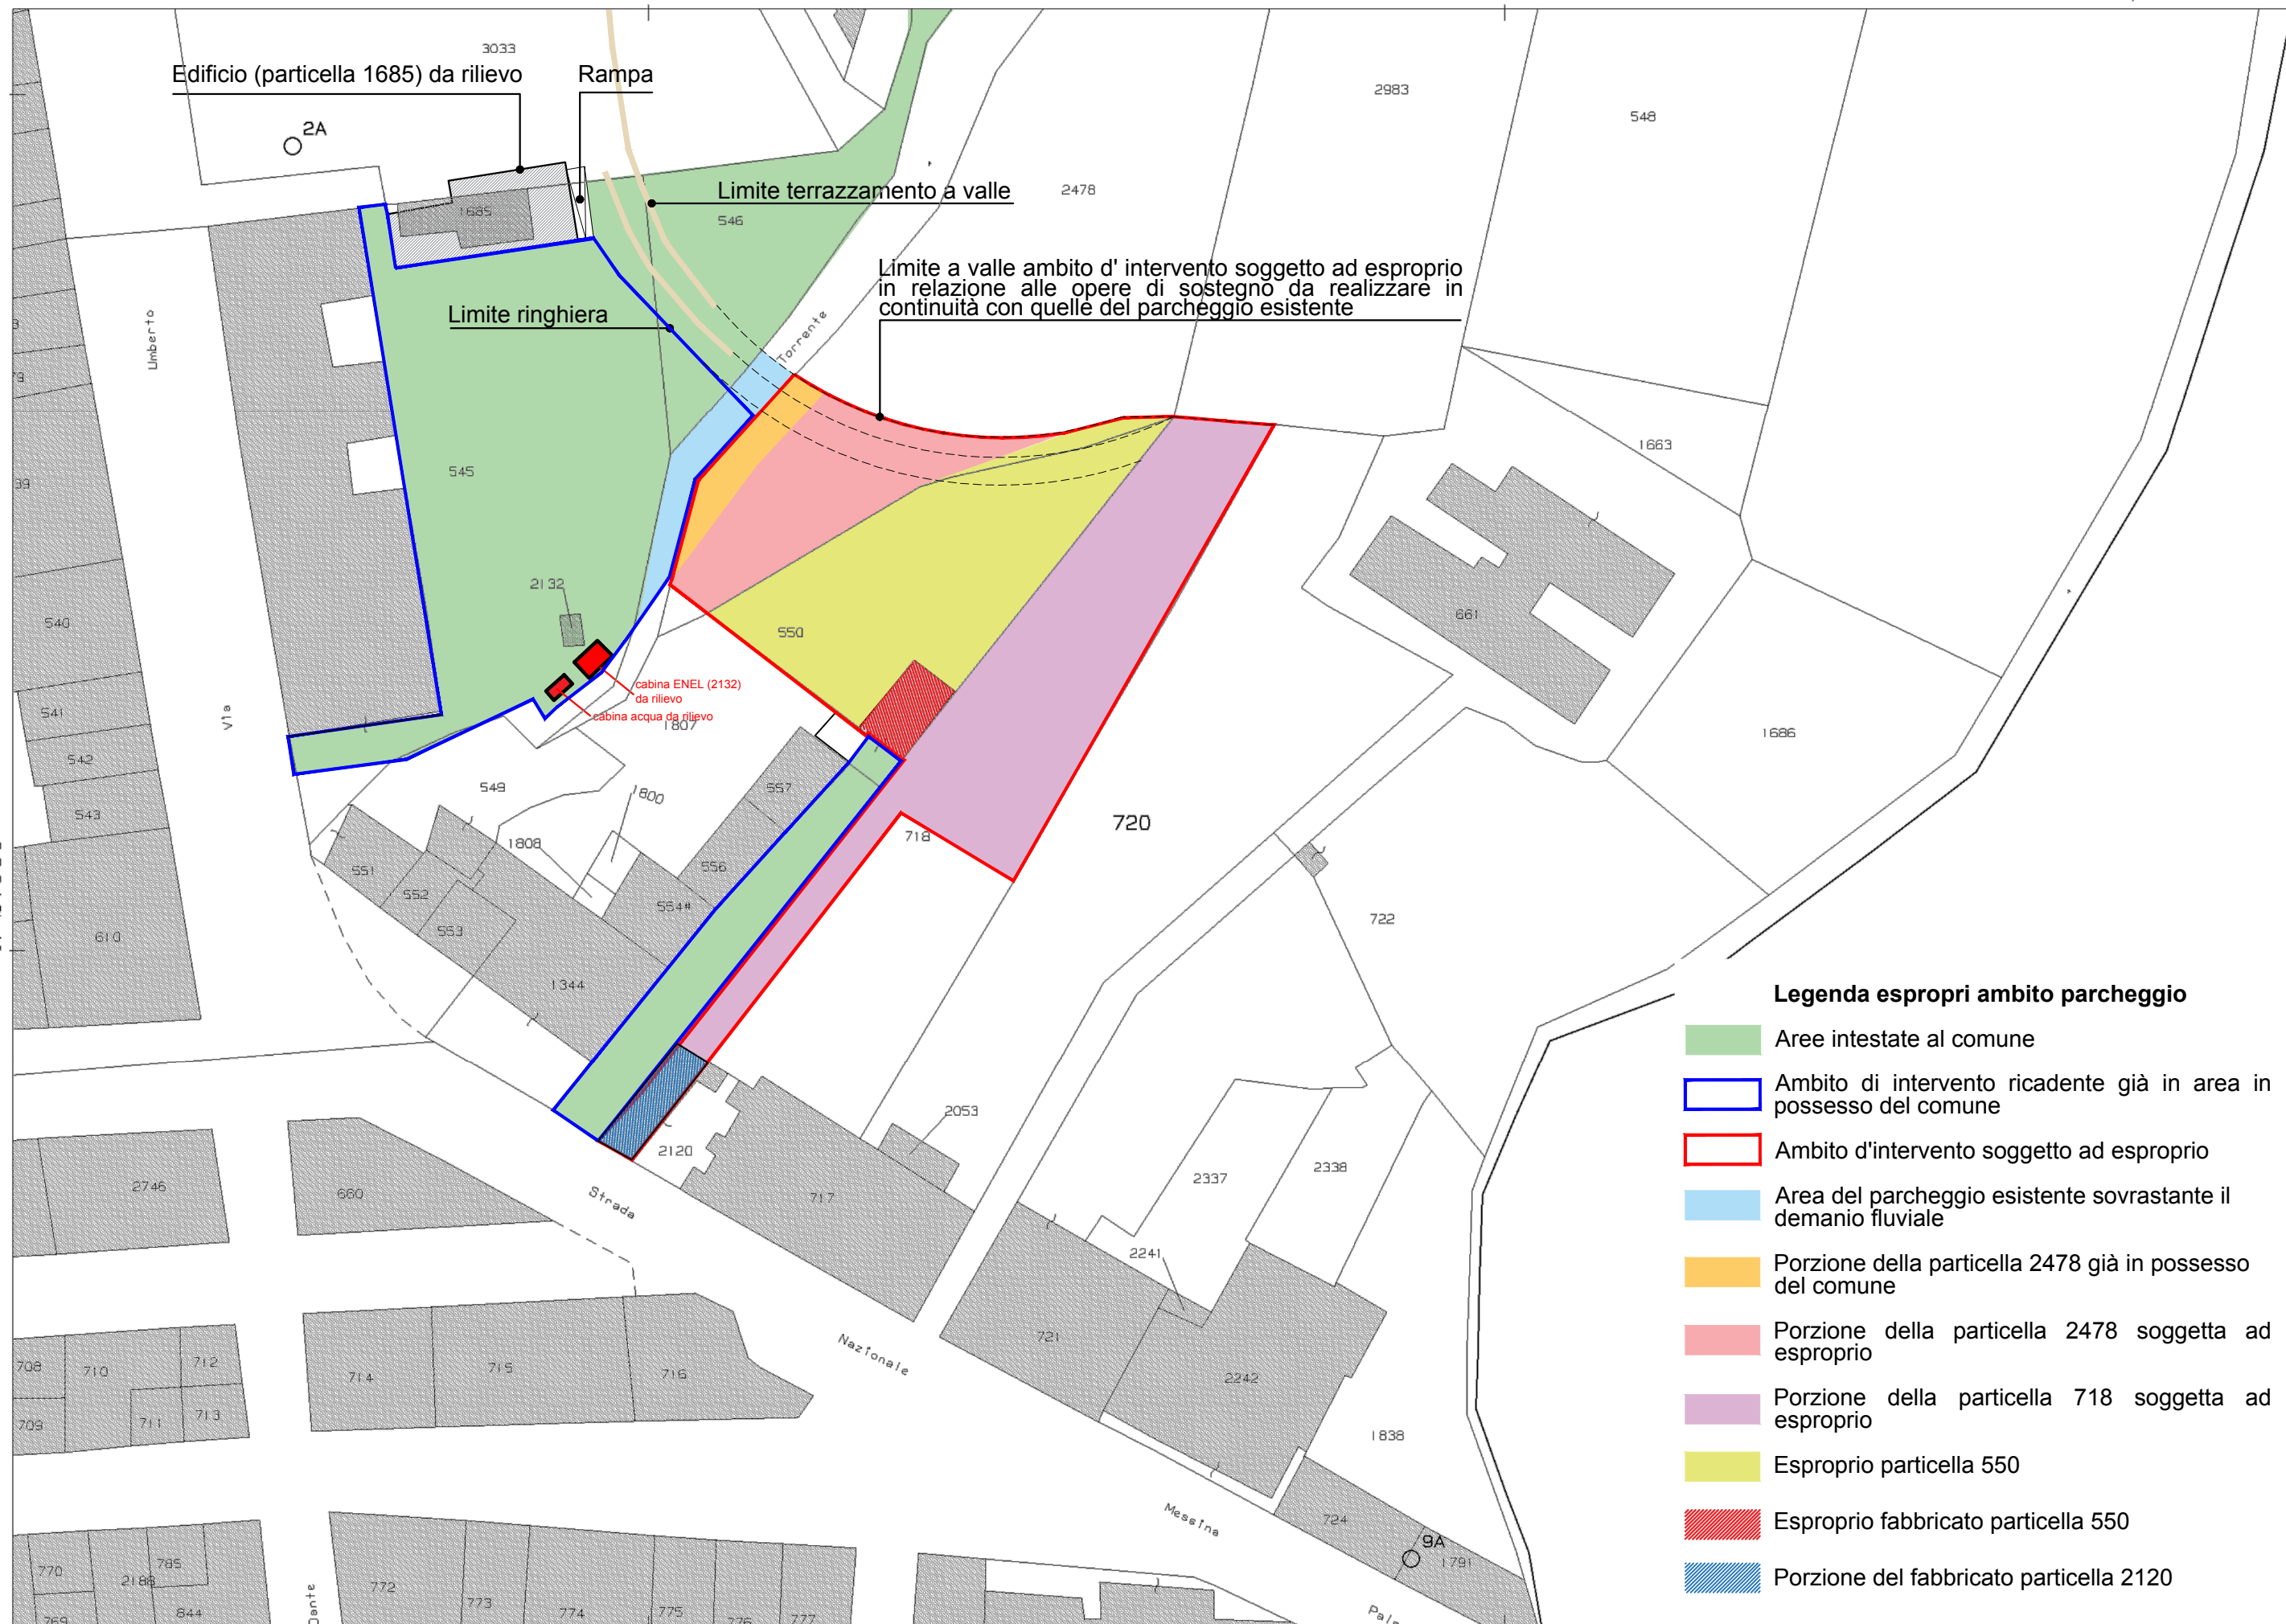 3033
Edificio (particella 1685) da rilievo
Rampa
2A
2983
548
Limite terrazzamento a valle
2478
546
1685
Limite a valle ambito d' intervento soggetto ad esproprio
in relazione alle opere di sostegno da realizzare in
continuità con quelle del parcheggio esistente
Limite ringhiera
Torrente
Umberto
Via
545
1663
661
2132
540
550
cabina ENEL (2132)
da rilievo
cabina acqua da rilievo
1807
541
542
543
1686
549
1800
557
1808
718
720
556
551
552
554#
553
722
610
1344
2053
2120
2746
660
717
2337
2338
Strada
2241
Nazionale
721
708
710
712
714
715
716
2242
709
711
713
1838
Messina
724
9A
1791
770
785
2186
772
773
774
775
776
777
769
844
Dante
Legenda espropri ambito parcheggio
Aree intestate al comune
Ambito di intervento ricadente già in area in
possesso del comune
Ambito d'intervento soggetto ad esproprio
Area del parcheggio esistente sovrastante il
demanio fluviale
Porzione della particella 2478 già in possesso
del comune
Porzione della particella 2478 soggetta ad
esproprio
Porzione della particella 718 soggetta ad
esproprio
Esproprio particella 550
Esproprio fabbricato particella 550
Porzione del fabbricato particella 2120